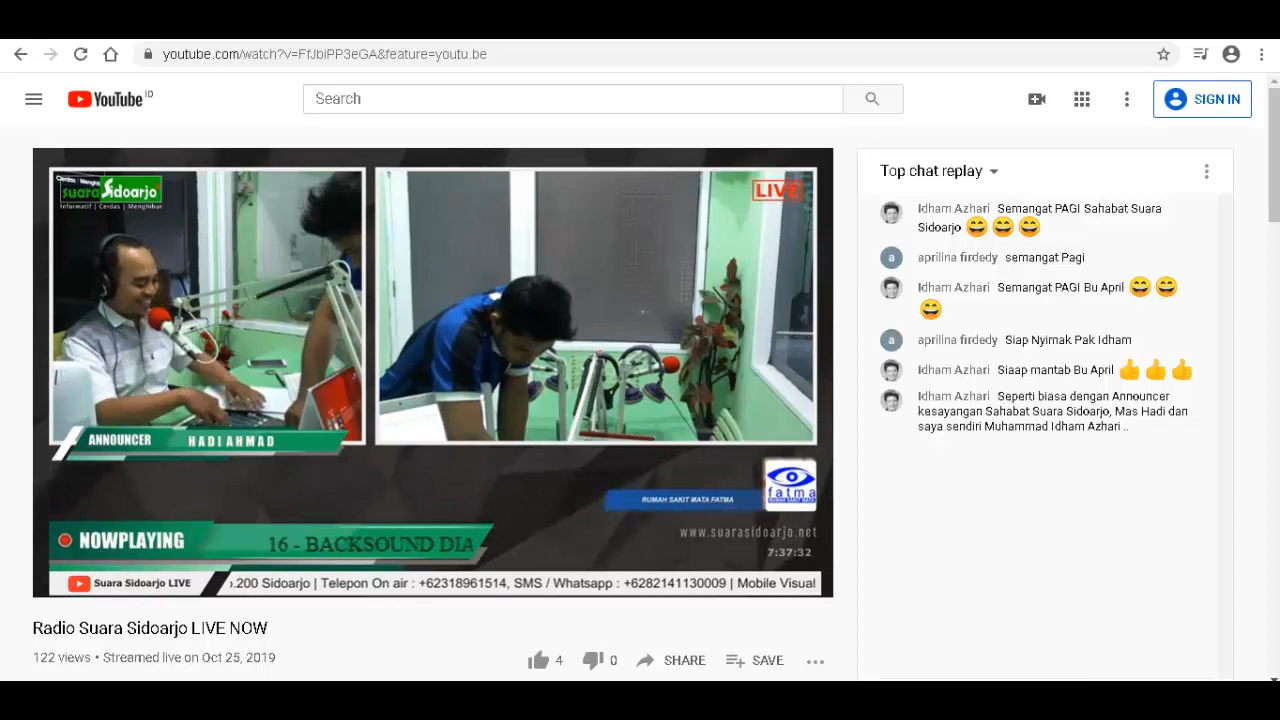 youtube.com/watch?v=FfJbiPP3eGA&feature=youtu.be
YouTube ID
Search
SIGN IN
suaraSidoarjo
Informatif | Cerdas | Menghibur
LIVE
ANNOUNCER HADI AHMAD
RUMAH SAKIT MATA FATMA
fatma
RUMAH SAKIT MATA
www.suarasidoarjo.net
7:37:32
NOWPLAYING 16 - BACKSOUND DIA
Suara Sidoarjo LIVE
.200 Sidoarjo | Telepon On air : +62318961514, SMS / Whatsapp : +6282141130009 | Mobile Visual
Radio Suara Sidoarjo LIVE NOW
122 views • Streamed live on Oct 25, 2019
4 0 SHARE SAVE
Top chat replay
Idham Azhari Semangat PAGI Sahabat Suara
Sidoarjo 😄 😄 😄
a aprilina firdedy semangat Pagi
Idham Azhari Semangat PAGI Bu April 😄 😄
😄
a aprilina firdedy Siap Nyimak Pak Idham
Idham Azhari Siaap mantab Bu April 👍 👍 👍
Idham Azhari Seperti biasa dengan Announcer
kesayangan Sahabat Suara Sidoarjo, Mas Hadi dan
saya sendiri Muhammad Idham Azhari ..